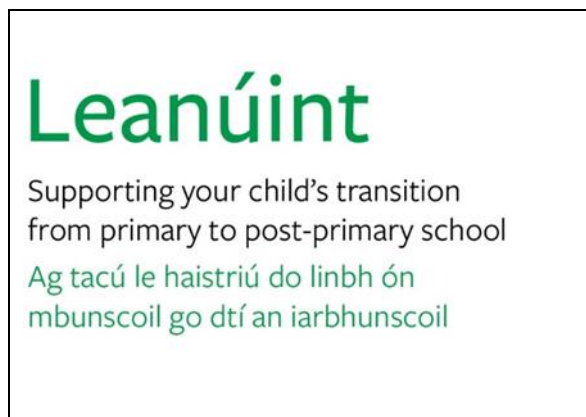 Leanúint
Supporting your child’s transition
from primary to post-primary school
Ag tacú le haistriú do linbh ón
mbunscoil go dtí an iarbhunscoil